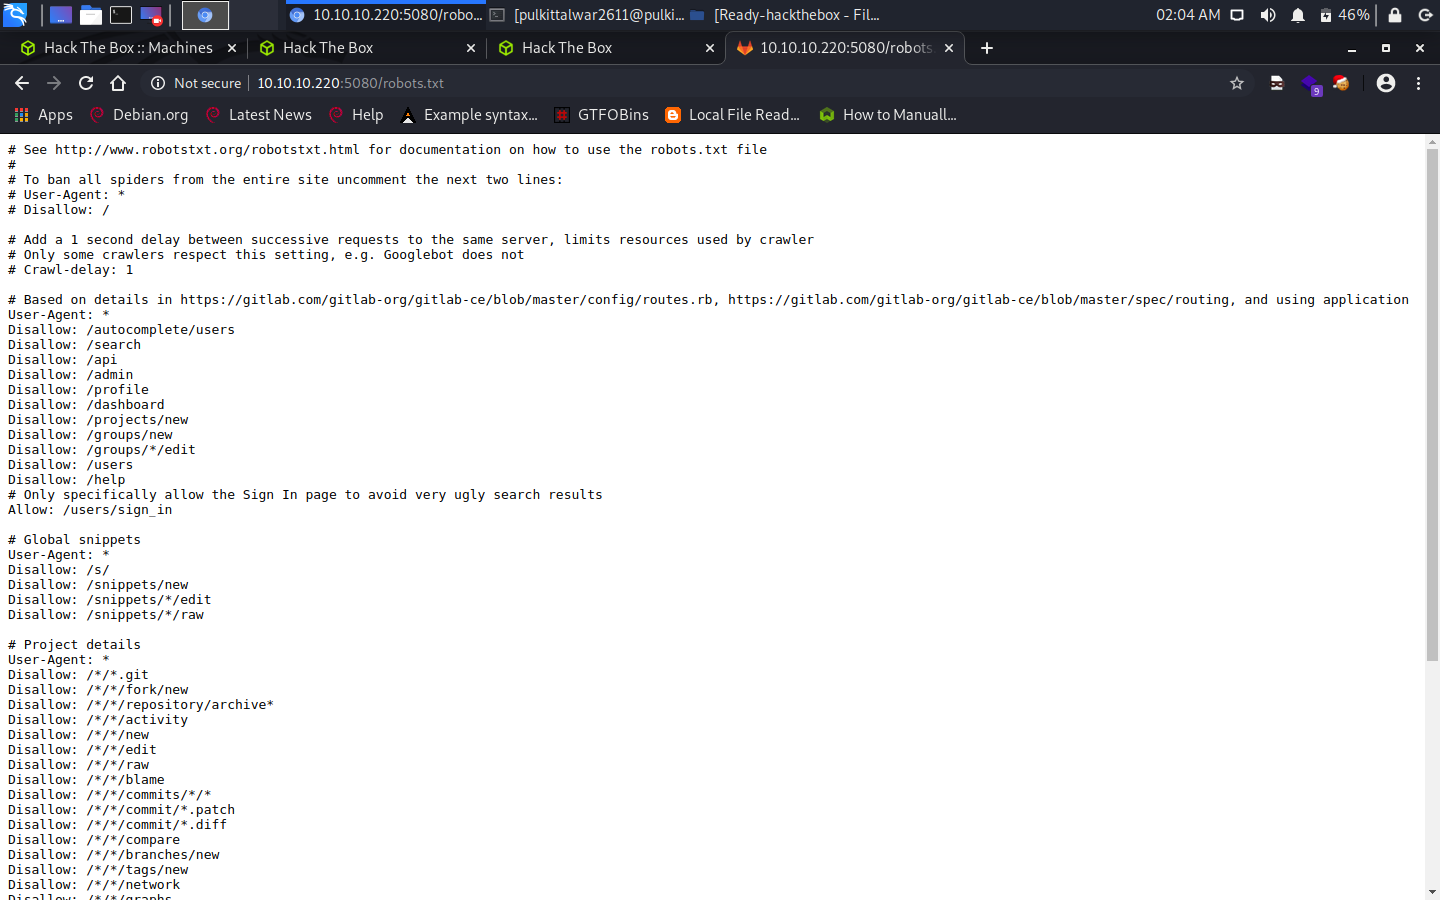 10.10.10.220:5080/robo...
[pulkittalwar2611@pulki...
[Ready-hackthebox - Fil...
02:04 AM
46%
Hack The Box :: Machines
Hack The Box
Hack The Box
10.10.10.220:5080/robots
Not secure
10.10.10.220:5080/robots.txt
9
Apps
Debian.org
Latest News
Help
Example syntax...
GTFOBins
Local File Read...
How to Manuall...
# See http://www.robotstxt.org/robotstxt.html for documentation on how to use the robots.txt file
#
# To ban all spiders from the entire site uncomment the next two lines:
# User-Agent: *
# Disallow: /
# Add a 1 second delay between successive requests to the same server, limits resources used by crawler
# Only some crawlers respect this setting, e.g. Googlebot does not
# Crawl-delay: 1
# Based on details in https://gitlab.com/gitlab-org/gitlab-ce/blob/master/config/routes.rb, https://gitlab.com/gitlab-org/gitlab-ce/blob/master/spec/routing, and using application
User-Agent: *
Disallow: /autocomplete/users
Disallow: /search
Disallow: /api
Disallow: /admin
Disallow: /profile
Disallow: /dashboard
Disallow: /projects/new
Disallow: /groups/new
Disallow: /groups/*/edit
Disallow: /users
Disallow: /help
# Only specifically allow the Sign In page to avoid very ugly search results
Allow: /users/sign_in
# Global snippets
User-Agent: *
Disallow: /s/
Disallow: /snippets/new
Disallow: /snippets/*/edit
Disallow: /snippets/*/raw
# Project details
User-Agent: *
Disallow: /*/*.git
Disallow: /*/*/fork/new
Disallow: /*/*/repository/archive*
Disallow: /*/*/activity
Disallow: /*/*/new
Disallow: /*/*/edit
Disallow: /*/*/raw
Disallow: /*/*/blame
Disallow: /*/*/commits/*/*
Disallow: /*/*/commit/*.patch
Disallow: /*/*/commit/*.diff
Disallow: /*/*/compare
Disallow: /*/*/branches/new
Disallow: /*/*/tags/new
Disallow: /*/*/network
Disallow: /*/*/graphs